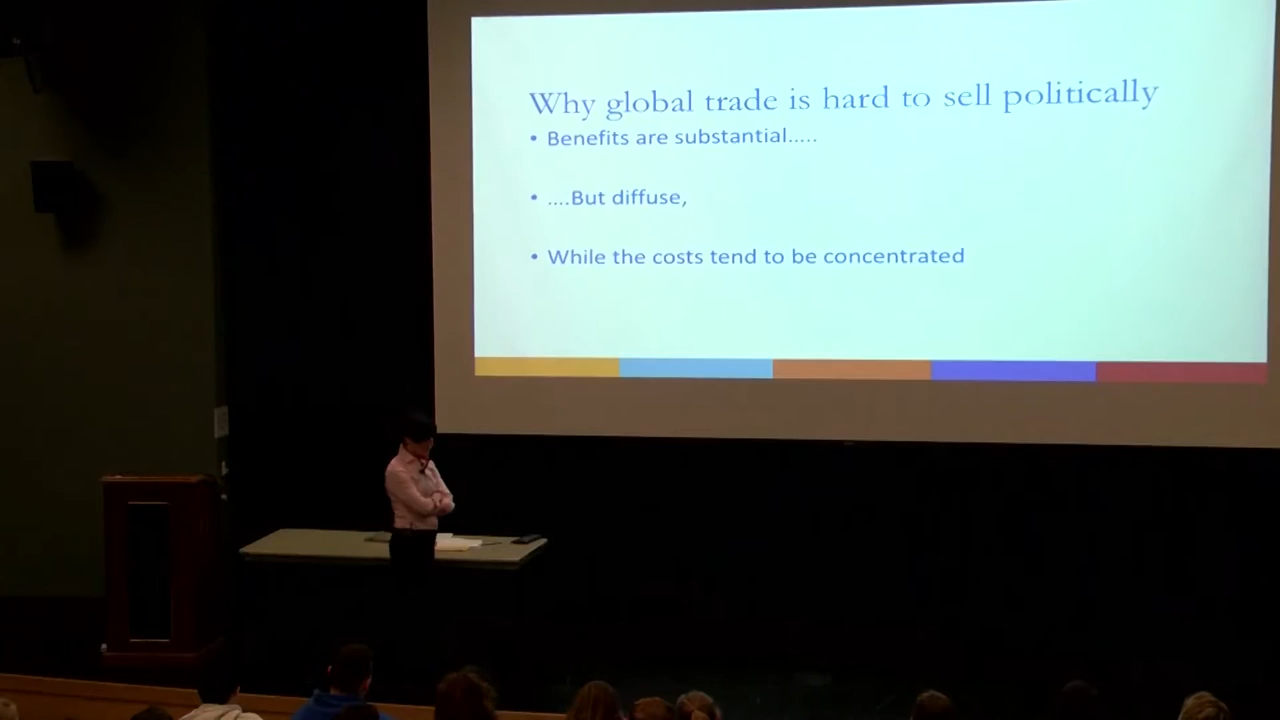 Why global trade is hard to sell politically
• Benefits are substantial.....
• ....But diffuse,
• While the costs tend to be concentrated